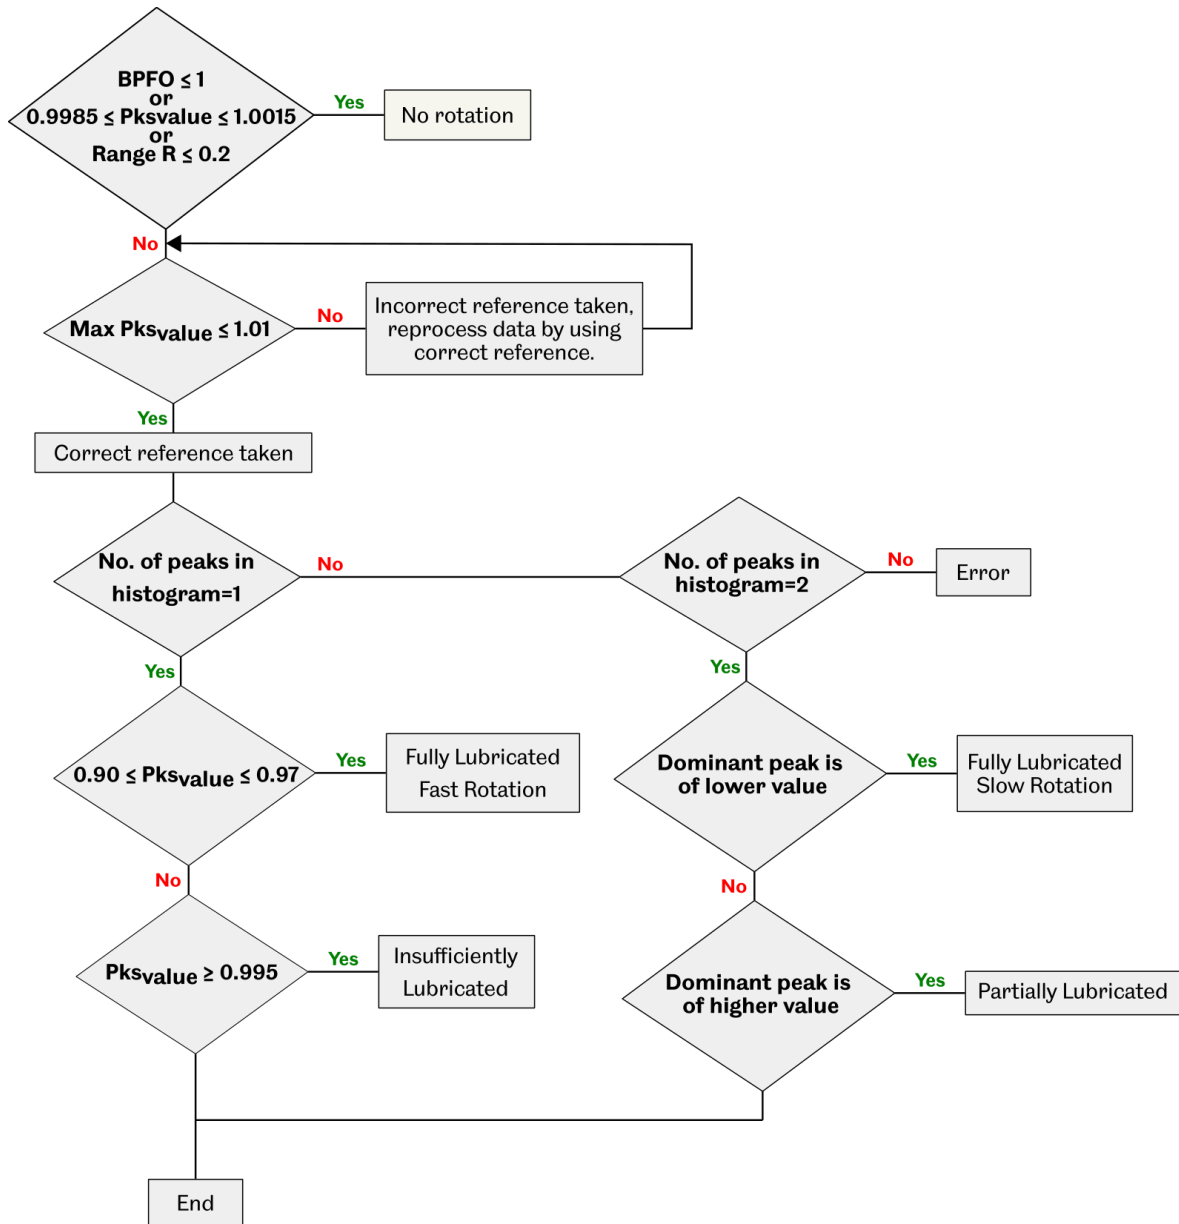 BPFO ≤ 1
or
0.9985 ≤ Pksvalue ≤ 1.0015
or
Range R ≤ 0.2
Yes
No rotation
No
Max Pksvalue ≤ 1.01
No
Incorrect reference taken,
reprocess data by using
correct reference.
Yes
Correct reference taken
No. of peaks in
histogram=1
No
No. of peaks in
histogram=2
No
Error
Yes
Yes
0.90 ≤ Pksvalue ≤ 0.97
Yes
Fully Lubricated
Fast Rotation
Dominant peak is
of lower value
Yes
Fully Lubricated
Slow Rotation
No
No
Pksvalue ≥ 0.995
Yes
Insufficiently
Lubricated
Dominant peak is
of higher value
Yes
Partially Lubricated
End